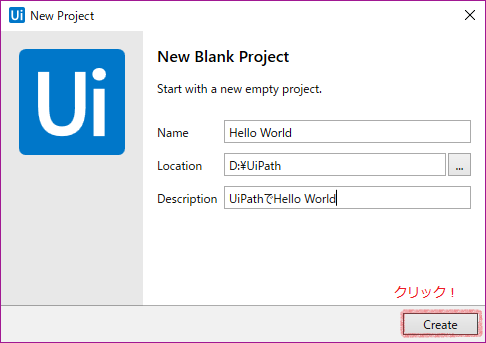 Ui New Project
Ui
New Blank Project
Start with a new empty project.
Name Hello World
Location D:¥UiPath ...
Description UiPathでHello World
クリック！
Create